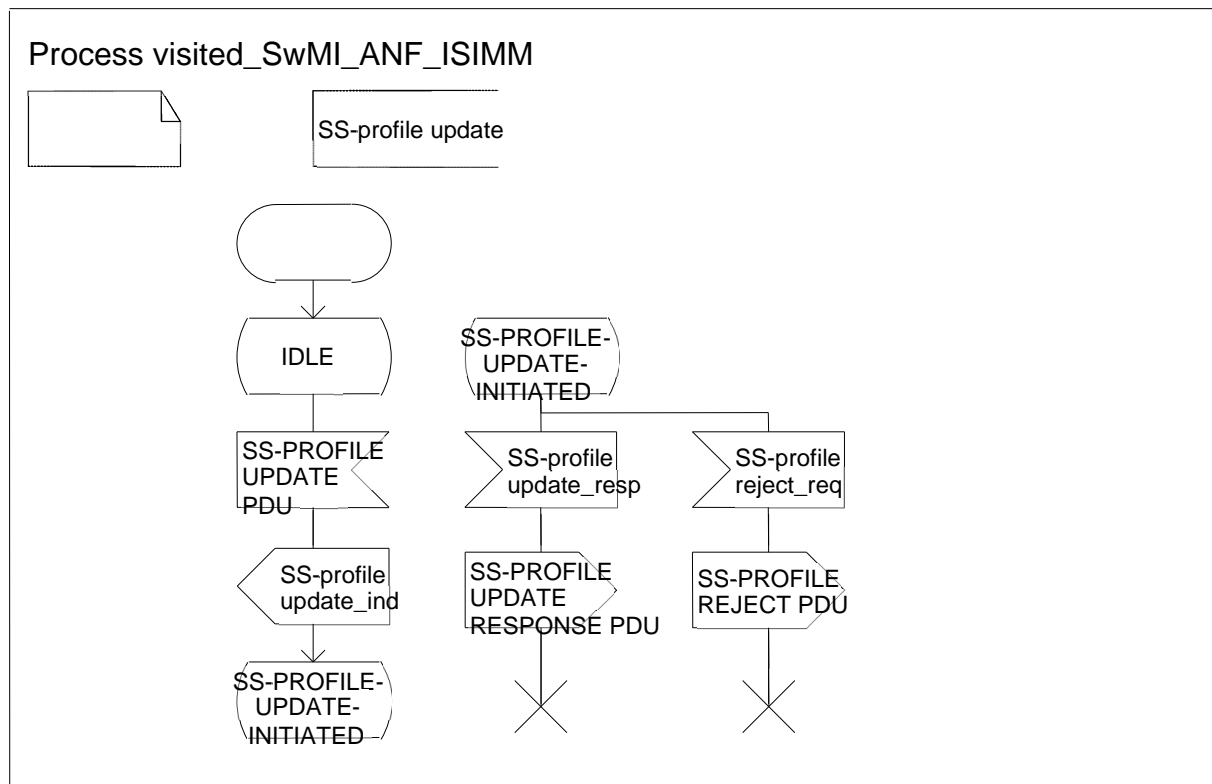 Process visited_SwMI_ANF_ISIMM
SS-profile update
IDLE
SS-PROFILE-
UPDATE-
INITIATED
SS-PROFILE
UPDATE
PDU
SS-profile
update_resp
SS-profile
reject_req
SS-profile
update_ind
SS-PROFILE
UPDATE
RESPONSE PDU
SS-PROFILE
REJECT PDU
SS-PROFILE-
UPDATE-
INITIATED